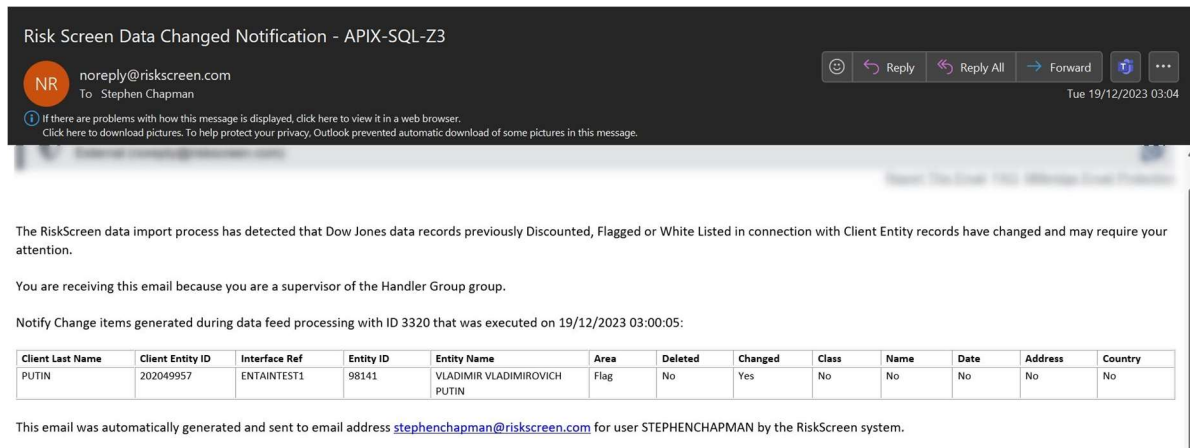 Risk Screen Data Changed Notification - APIX-SQL-Z3
NR
noreply@riskscreen.com
To Stephen Chapman
Reply
Reply All
Forward
Tue 19/12/2023 03:04
If there are problems with how this message is displayed, click here to view it in a web browser.
Click here to download pictures. To help protect your privacy, Outlook prevented automatic download of some pictures in this message.
The RiskScreen data import process has detected that Dow Jones data records previously Discounted, Flagged or White Listed in connection with Client Entity records have changed and may require your
attention.
You are receiving this email because you are a supervisor of the Handler Group group.
Notify Change items generated during data feed processing with ID 3320 that was executed on 19/12/2023 03:00:05:
Client Last Name Client Entity ID Interface Ref Entity ID Entity Name Area Deleted Changed Class Name Date Address Country
PUTIN 202049957 ENTAINTEST1 98141 VLADIMIR VLADIMIROVICH Flag No Yes No No No No No
PUTIN
This email was automatically generated and sent to email address stephenchapman@riskscreen.com for user STEPHENCHAPMAN by the RiskScreen system.